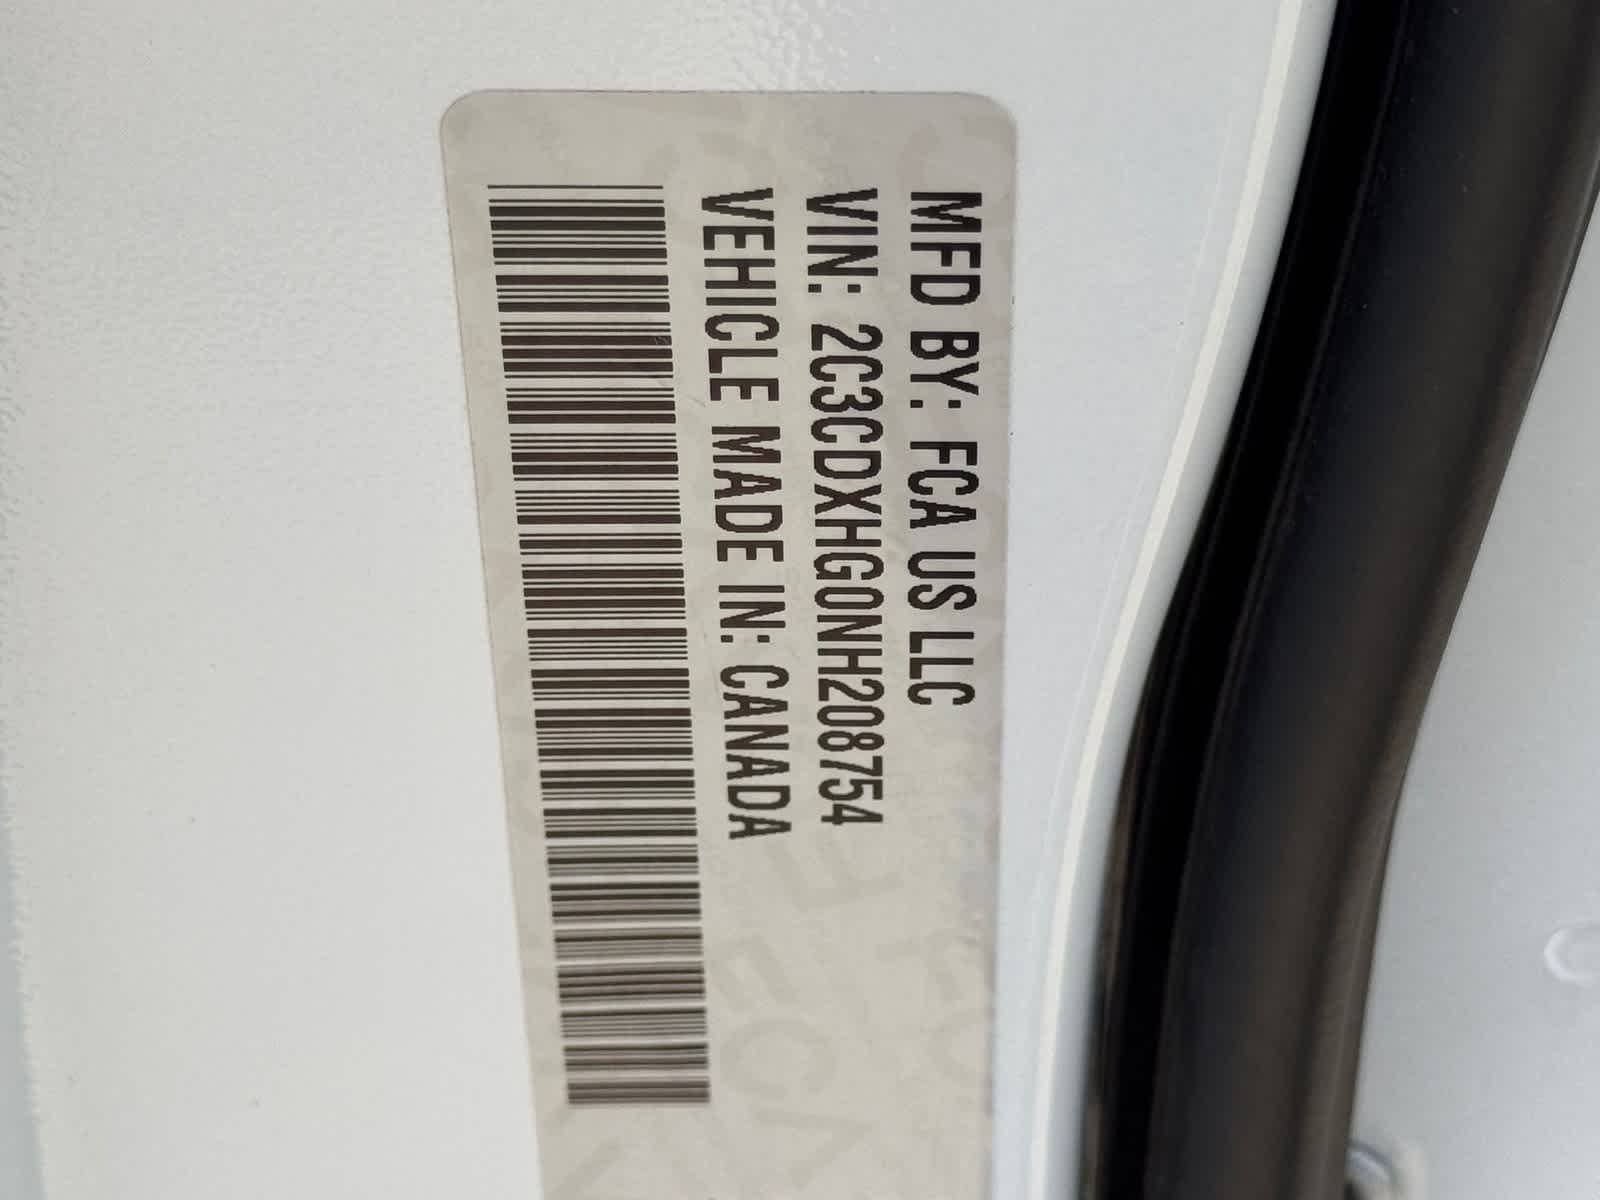 MFD BY: FCA US LLC
VIN: 2C3CDXHG0NH208754
VEHICLE MADE IN: CANADA